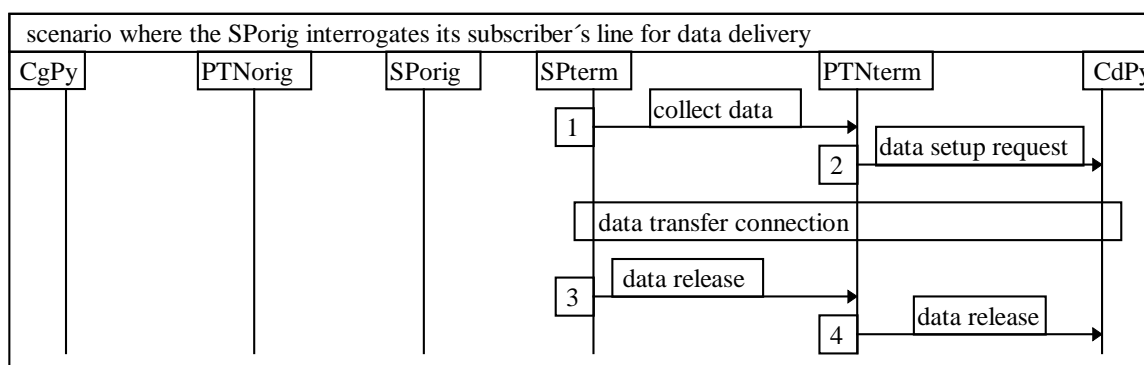 scenario where the SPorig interrogates its subscriber´s line for data delivery
CgPy PTNorig SPorig SPterm PTNterm CdPy
1 collect data
2 data setup request
data transfer connection
3 data release
4 data release